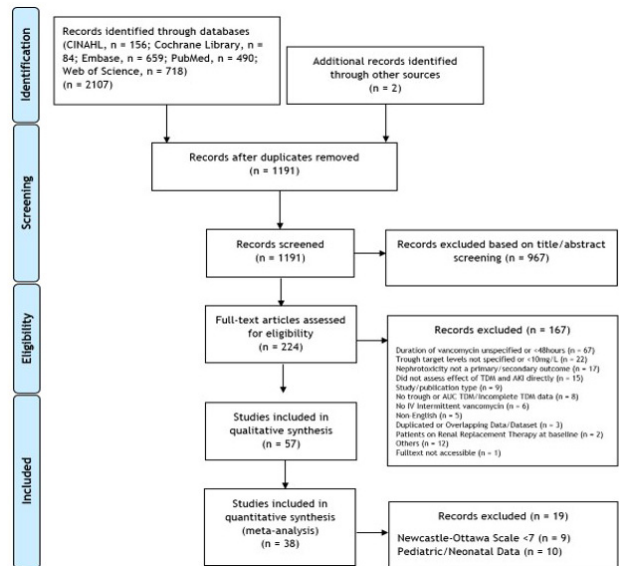 Identification
Records identified through databases
(CINAHL, n = 156; Cochrane Library, n =
84; Embase, n = 659; PubMed, n = 490;
Web of Science, n = 718)
(n = 2107)
Additional records identified
through other sources
(n = 2)
Screening
Records after duplicates removed
(n = 1191)
Records screened
(n = 1191)
Records excluded based on title/abstract
screening (n = 967)
Eligibility
Full-text articles assessed
for eligibility
(n = 224)
Records excluded (n = 167)
Duration of vancomycin unspecified or <48hours (n = 67)
Trough target levels not specified or <10mg/L (n = 22)
Nephrotoxicity not a primary/secondary outcome (n = 17)
Did not assess effect of TDM and AKI directly (n = 15)
Study/publication type (n = 9)
No trough or AUC TDM/Incomplete TDM data (n = 8)
No IV Intermittent vancomycin (n = 6)
Non-English (n = 5)
Duplicated or Overlapping Data/Dataset (n = 3)
Patients on Renal Replacement Therapy at baseline (n = 2)
Others (n = 12)
Fulltext not accessible (n = 1)
Included
Studies included in
qualitative synthesis
(n = 57)
Studies included in
quantitative synthesis
(meta-analysis)
(n = 38)
Records excluded (n = 19)
Newcastle-Ottawa Scale <7 (n = 9)
Pediatric/Neonatal Data (n = 10)